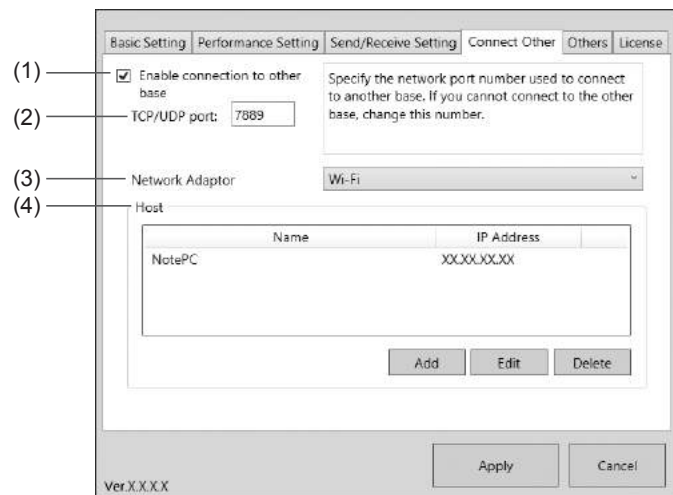 Basic Setting Performance Setting Send/Receive Setting Connect Other Others License
(1) Enable connection to other
base
Specify the network port number used to connect
to another base. If you cannot connect to the other
base, change this number.
(2) TCP/UDP port: 7889
(3) Network Adaptor Wi-Fi
(4) Host
Name IP Address
NotePC XX.XX.XX.XX
Add Edit Delete
Apply Cancel
Ver.X.X.X.X